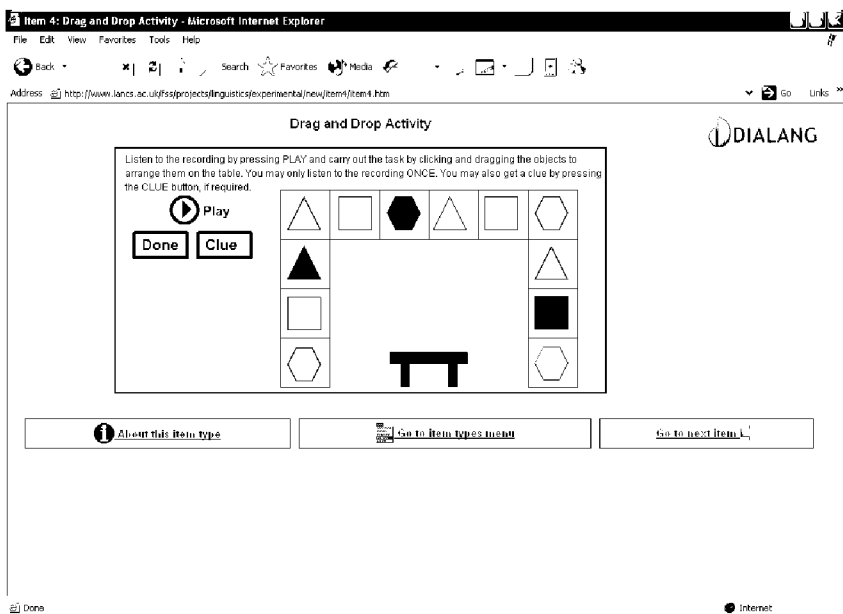 Item 4: Drag and Drop Activity - Microsoft Internet Explorer
File Edit View Favorites Tools Help
Back Search Favorites Media
Address http://www.lancs.ac.uk/fss/projects/linguistics/experimental/new/item4/item4.htm Go Links »
Drag and Drop Activity
DIALANG
Listen to the recording by pressing PLAY and carry out the task by clicking and dragging the objects to
arrange them on the table. You may only listen to the recording ONCE. You may also get a clue by pressing
the CLUE button, if required.
Play
Done Clue
About this item type Go to item types menu Go to next item
Done Internet